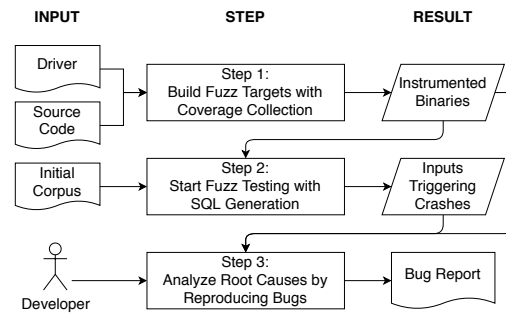 INPUT
STEP
RESULT
Driver
Source
Code
Step 1:
Build Fuzz Targets with
Coverage Collection
Instrumented
Binaries
Initial
Corpus
Step 2:
Start Fuzz Testing with
SQL Generation
Inputs
Triggering
Crashes
Developer
Step 3:
Analyze Root Causes by
Reproducing Bugs
Bug Report